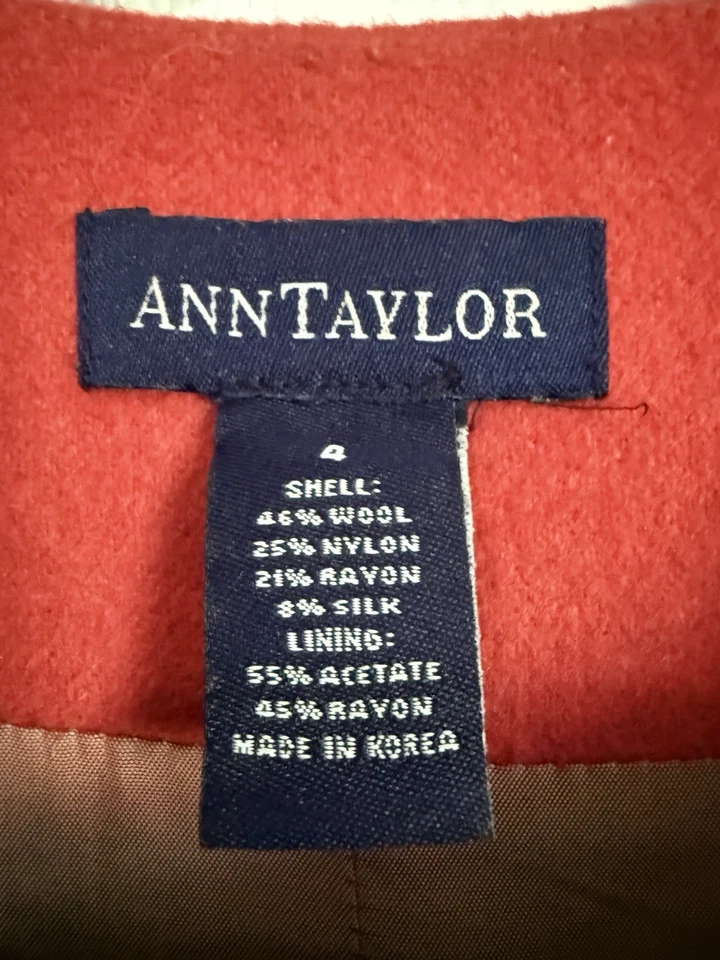 ANNTAYLOR
4
SHELL:
46% WOOL
25% NYLON
21% RAYON
8% SILK
LINING:
55% ACETATE
45% RAYON
MADE IN KOREA